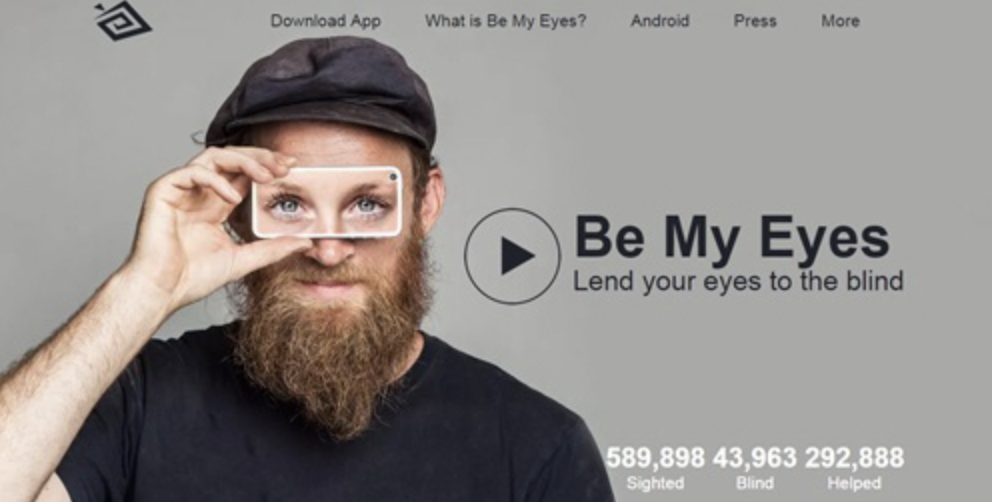 Download App What is Be My Eyes? Android Press More
Be My Eyes
Lend your eyes to the blind
589,898 43,963 292,888
Sighted Blind Helped